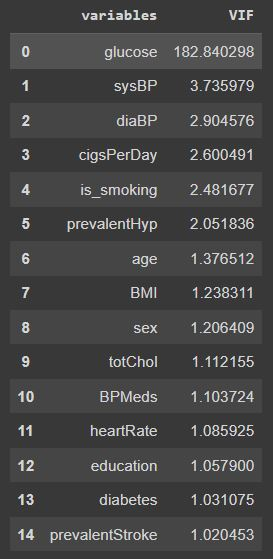 variables VIF
0 glucose 182.840298
1 sysBP 3.735979
2 diaBP 2.904576
3 cigsPerDay 2.600491
4 is_smoking 2.481677
5 prevalentHyp 2.051836
6 age 1.376512
7 BMI 1.238311
8 sex 1.206409
9 totChol 1.112155
10 BPMeds 1.103724
11 heartRate 1.085925
12 education 1.057900
13 diabetes 1.031075
14 prevalentStroke 1.020453